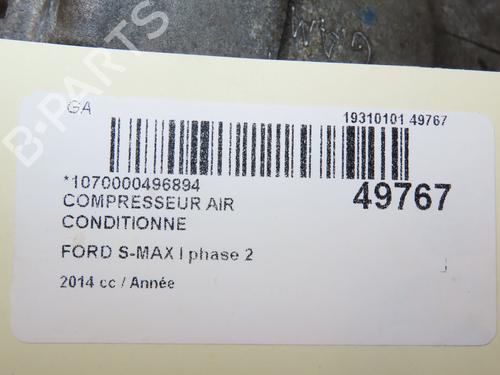 GA
19310101 49767
*1070000496894
49767
COMPRESSEUR AIR
CONDITIONNE
FORD S-MAX I phase 2
2014 cc / Année
B-PARTS